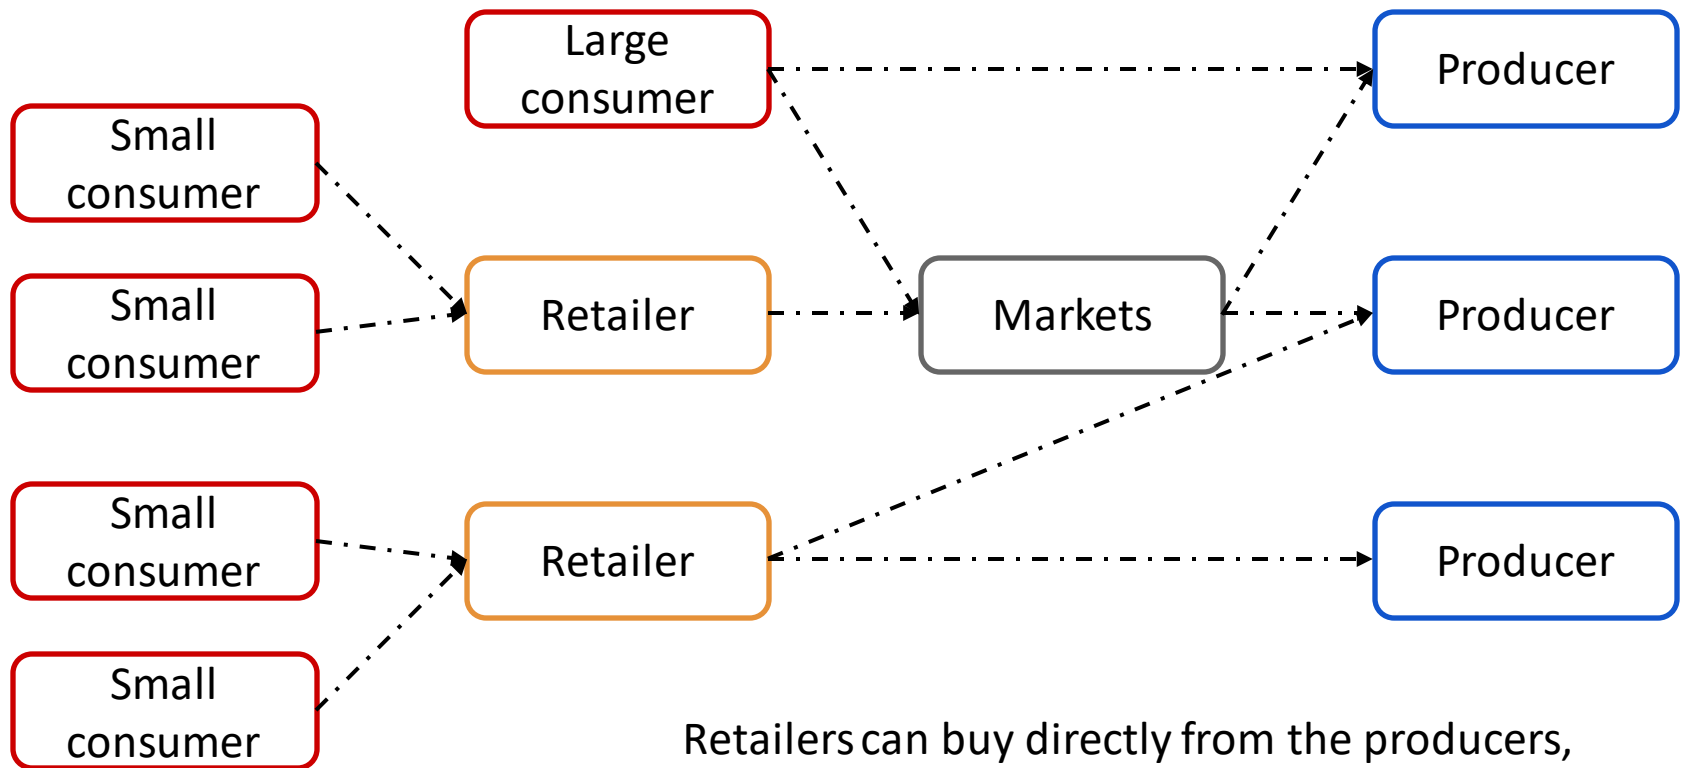 Large
consumer
Producer
Small
consumer
Small
consumer
Retailer
Markets
Producer
Small
consumer
Retailer
Producer
Small
consumer
Retailers can buy directly from the producers,